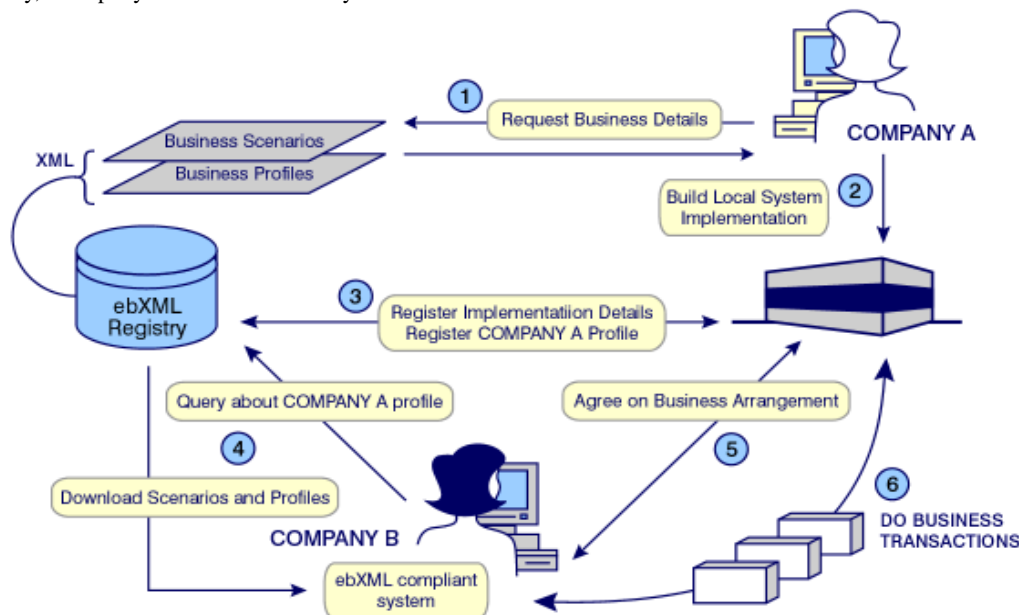 1
Request Business Details
COMPANY A
Business Scenarios
XML
Business Profiles
Build Local System
Implementation
2
ebXML
Registry
3
Register Implementatiion Details
Register COMPANY A Profile
Query about COMPANY A profile
Agree on Business Arrangement
4
5
Download Scenarios and Profiles
6
COMPANY B
DO BUSINESS
TRANSACTIONS
ebXML compliant
system